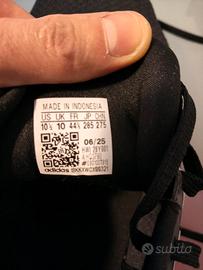 MADE IN INDONESIA
US UK FR JP CHN
10½ 10 44⅔ 285 275
06/25
adidas
subito